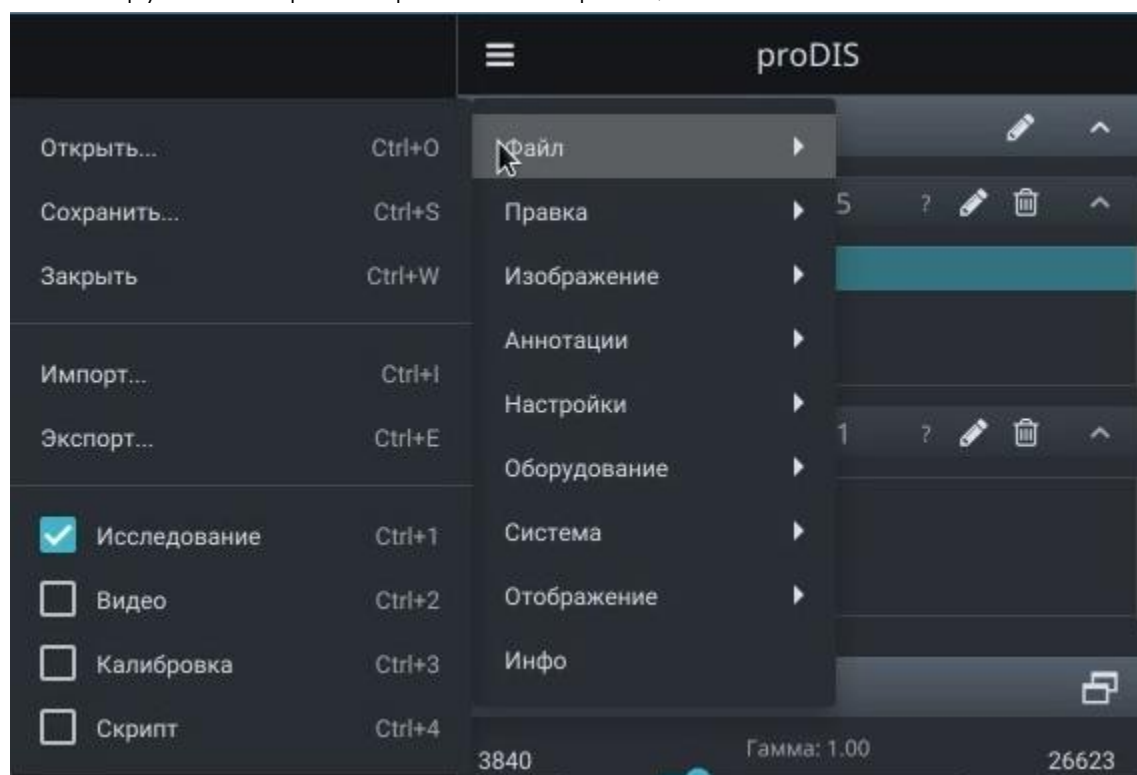 proDIS
Открыть... Ctrl+O
Сохранить... Ctrl+S
Закрыть Ctrl+W
Импорт... Ctrl+I
Экспорт... Ctrl+E
Исследование Ctrl+1
Видео Ctrl+2
Калибровка Ctrl+3
Скрипт Ctrl+4
Файл
Правка
Изображение
Аннотации
Настройки
Оборудование
Система
Отображение
Инфо
5 ?
1 ?
Гамма: 1.00
3840 26623